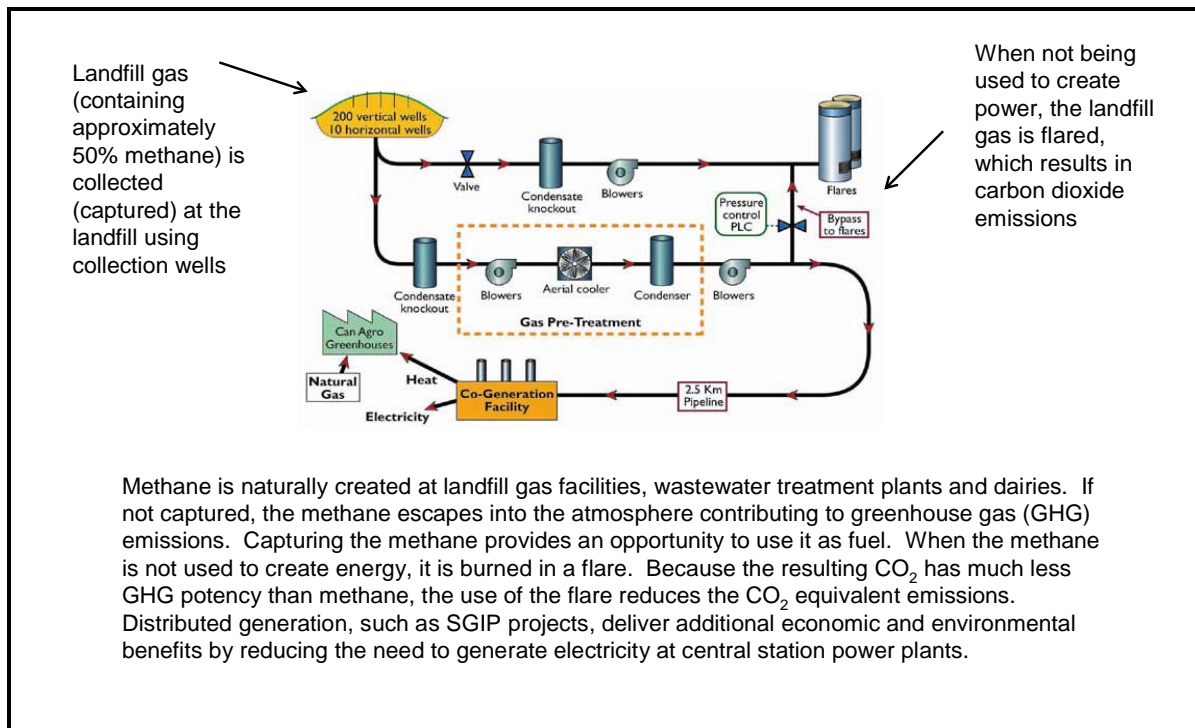 Landfill gas
(containing
approximately
50% methane) is
collected
(captured) at the
landfill using
collection wells
When not being
used to create
power, the landfill
gas is flared,
which results in
carbon dioxide
emissions
200 vertical wells
10 horizontal wells
Valve
Condensate
knockout
Blowers
Flares
Pressure
control
PLC
Bypass
to flares
Condensate
knockout
Blowers
Aerial cooler
Condenser
Blowers
Gas Pre-Treatment
Can Agro
Greenhouses
Natural
Gas
Heat
Electricity
Co-Generation
Facility
2.5 Km
Pipeline
Methane is naturally created at landfill gas facilities, wastewater treatment plants and dairies. If
not captured, the methane escapes into the atmosphere contributing to greenhouse gas (GHG)
emissions. Capturing the methane provides an opportunity to use it as fuel. When the methane
is not used to create energy, it is burned in a flare. Because the resulting CO₂ has much less
GHG potency than methane, the use of the flare reduces the CO₂ equivalent emissions.
Distributed generation, such as SGIP projects, deliver additional economic and environmental
benefits by reducing the need to generate electricity at central station power plants.